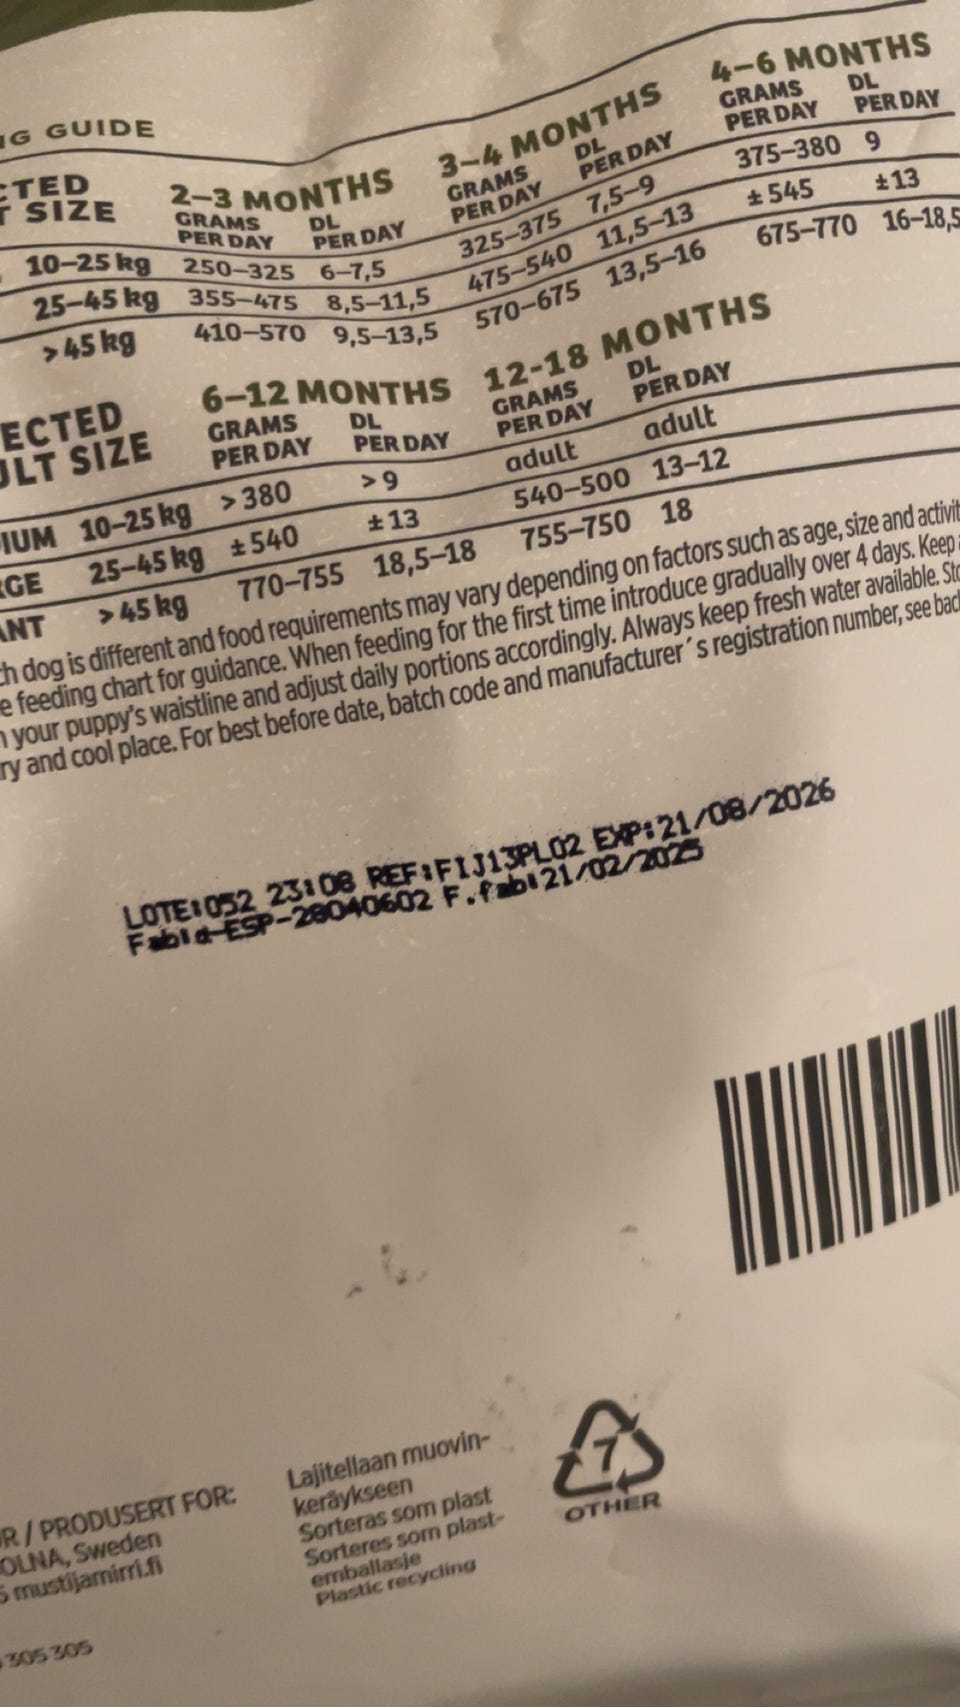 GUIDE
2–3 MONTHS 3–4 MONTHS 4–6 MONTHS
SIZE GRAMS PER DAY DL PER DAY GRAMS PER DAY DL PER DAY GRAMS PER DAY DL PER DAY
10–25 kg 250–325 6–7,5 325–375 7,5–9 375–380 9
25–45 kg 355–475 8,5–11,5 475–540 11,5–13 ± 545 ±13
>45 kg 410–570 9,5–13,5 570–675 13,5–16 675–770 16–18,5
6–12 MONTHS 12-18 MONTHS
SIZE GRAMS PER DAY DL PER DAY GRAMS PER DAY DL PER DAY
10–25 kg >380 >9 adult adult
25–45 kg ±540 ±13 540–500 13–12
>45 kg 770–755 18,5–18 755–750 18
dog is different and food requirements may vary depending on factors such as age, size and
feeding chart for guidance. When feeding for the first time introduce gradually over 4 days. Keep
your puppy's waistline and adjust daily portions accordingly. Always keep fresh water available.
and cool place. For best before date, batch code and manufacturer´s registration number, see
LOTE:052 23:08 REF:FIJ13PL02 EXP:21/08/2026
Fab:a-ESP-28040602 F.fab:21/02/2025
/ PRODUSERT FOR:
Sweden
mustijamirri.fi
305 305
Lajitellaan muovin-
keräykseen
Sorteras som plast
Sorteres som plast-
emballasje
Plastic recycling
7
OTHER